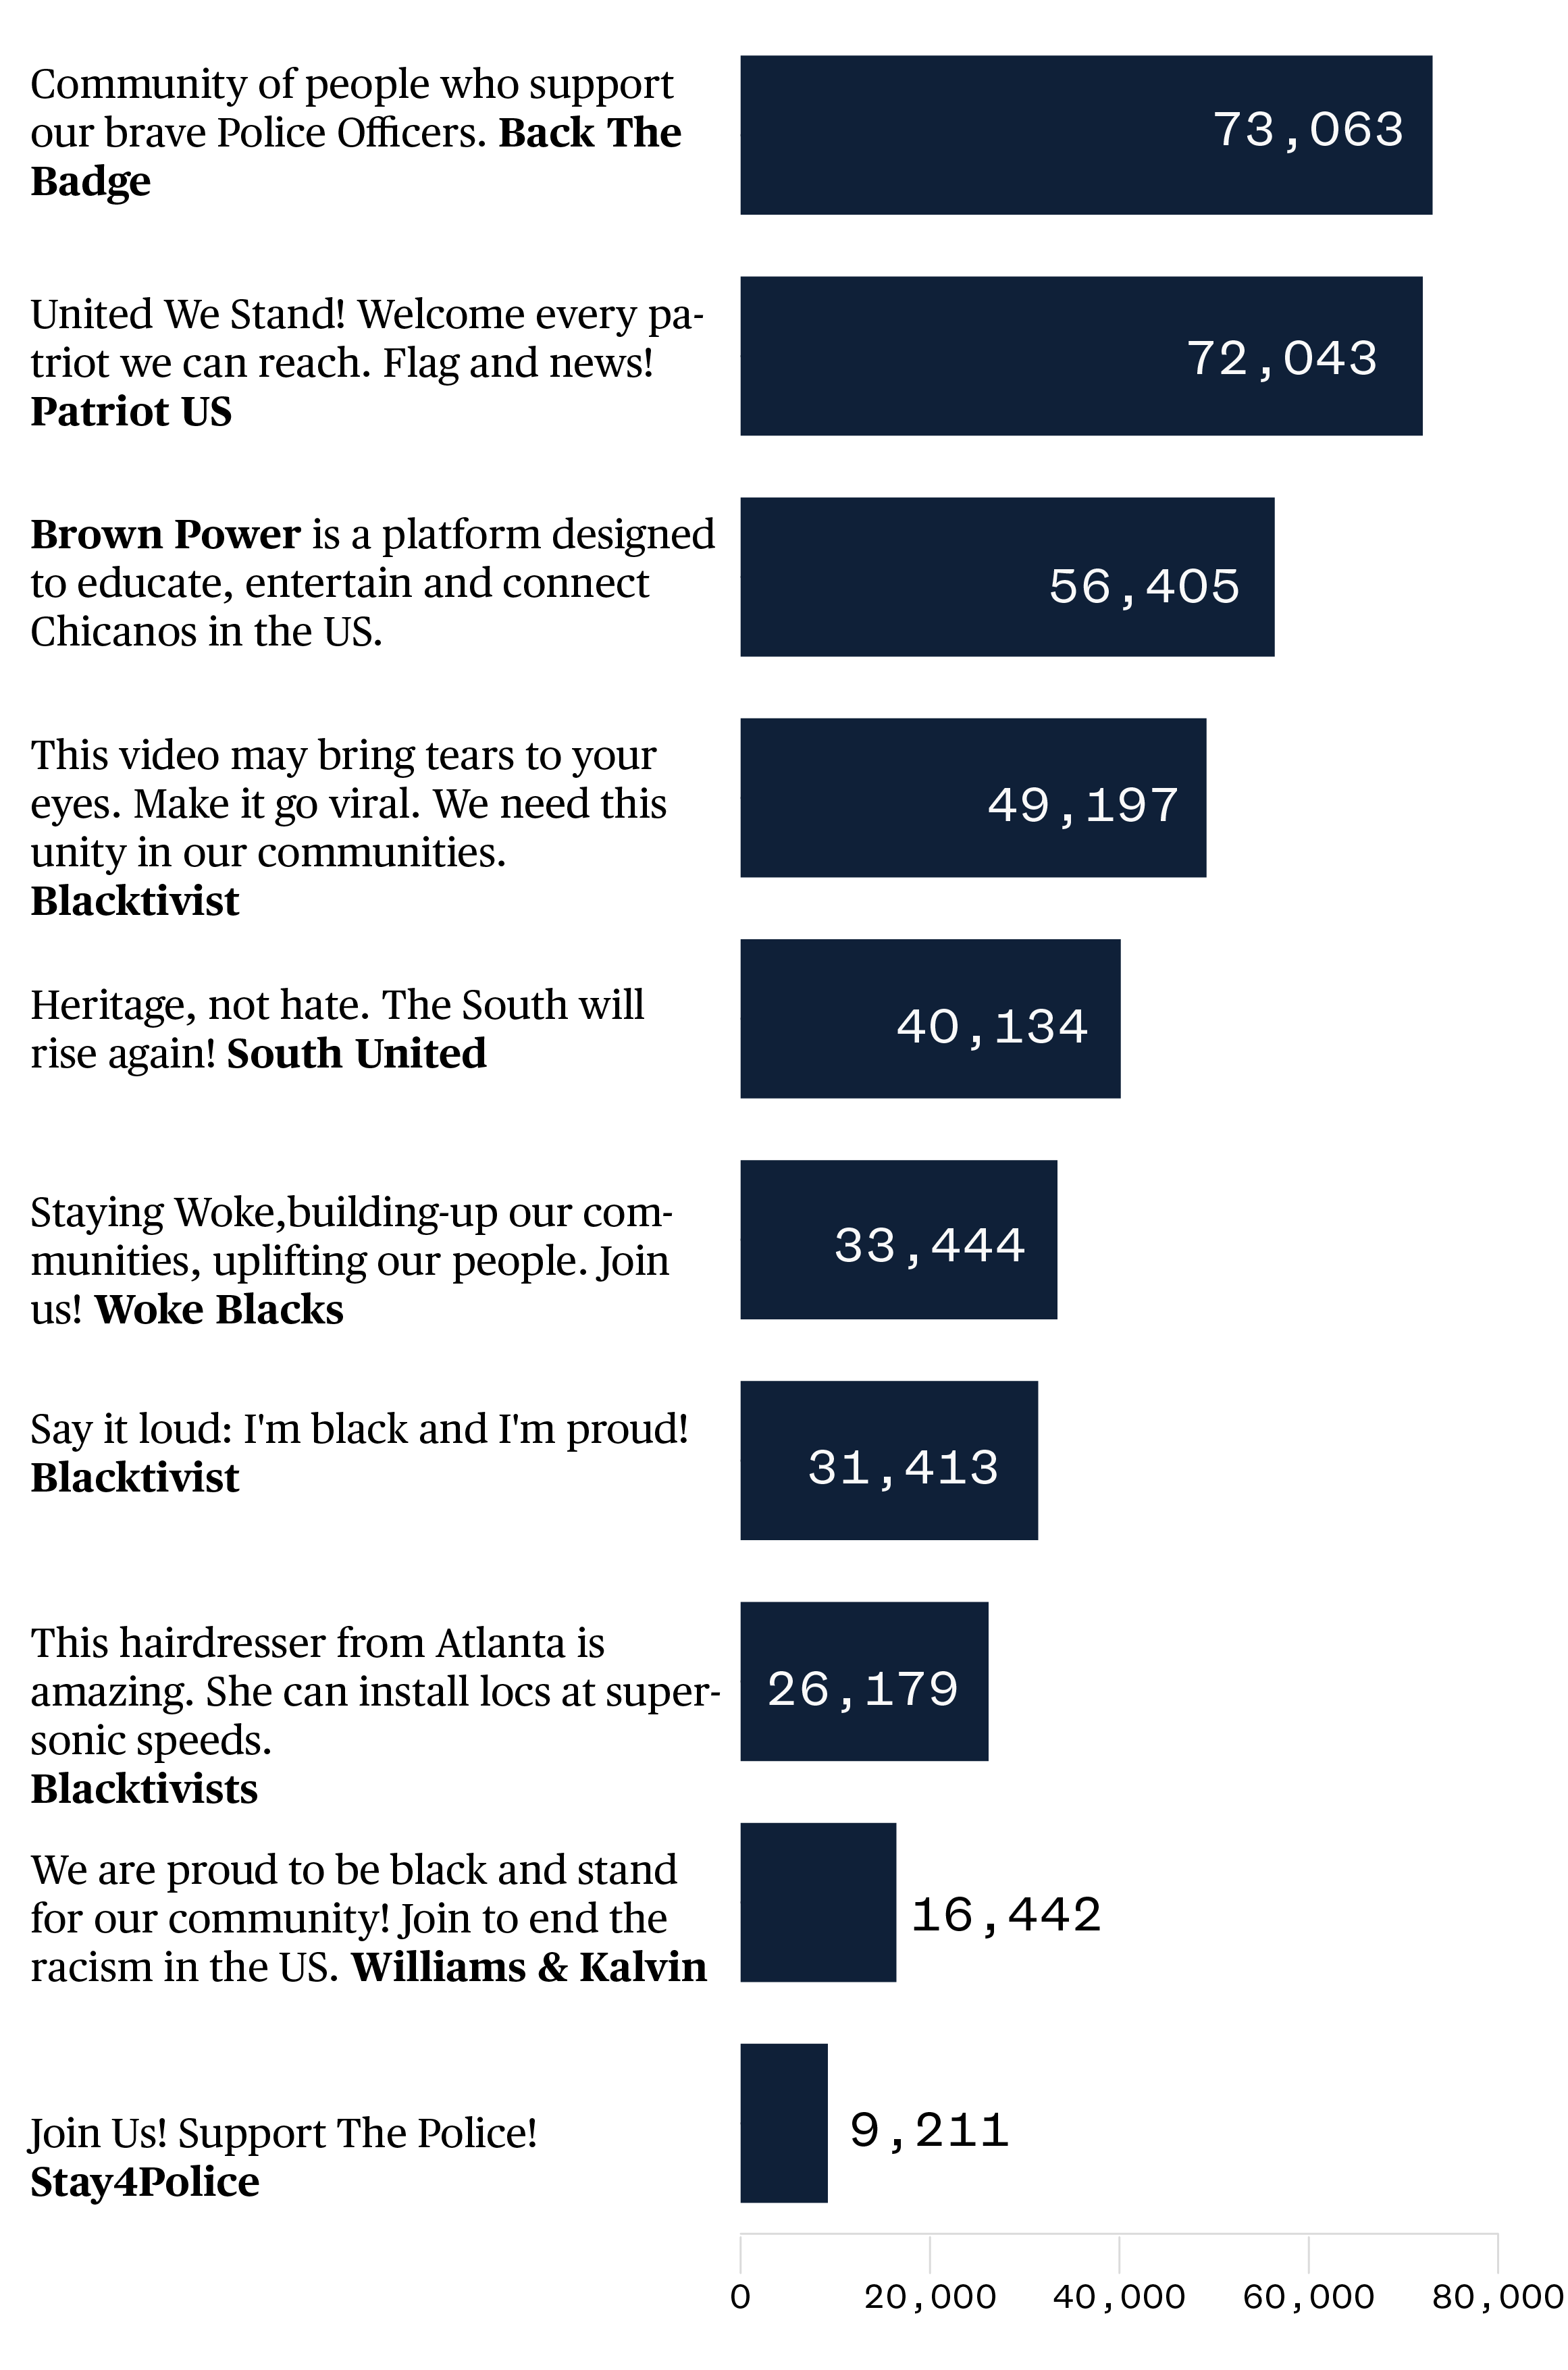 Community of people who support
our brave Police Officers. Back The
Badge
73,063
United We Stand! Welcome every pa-
triot we can reach. Flag and news!
Patriot US
72,043
Brown Power is a platform designed
to educate, entertain and connect
Chicanos in the US.
56,405
This video may bring tears to your
eyes. Make it go viral. We need this
unity in our communities.
Blacktivist
49,197
Heritage, not hate. The South will
rise again! South United
40,134
Staying Woke,building-up our com-
munities, uplifting our people. Join
us! Woke Blacks
33,444
Say it loud: I'm black and I'm proud!
Blacktivist
31,413
This hairdresser from Atlanta is
amazing. She can install locs at super-
sonic speeds.
Blacktivists
26,179
We are proud to be black and stand
for our community! Join to end the
racism in the US. Williams & Kalvin
16,442
Join Us! Support The Police!
Stay4Police
9,211
0 20,000 40,000 60,000 80,000